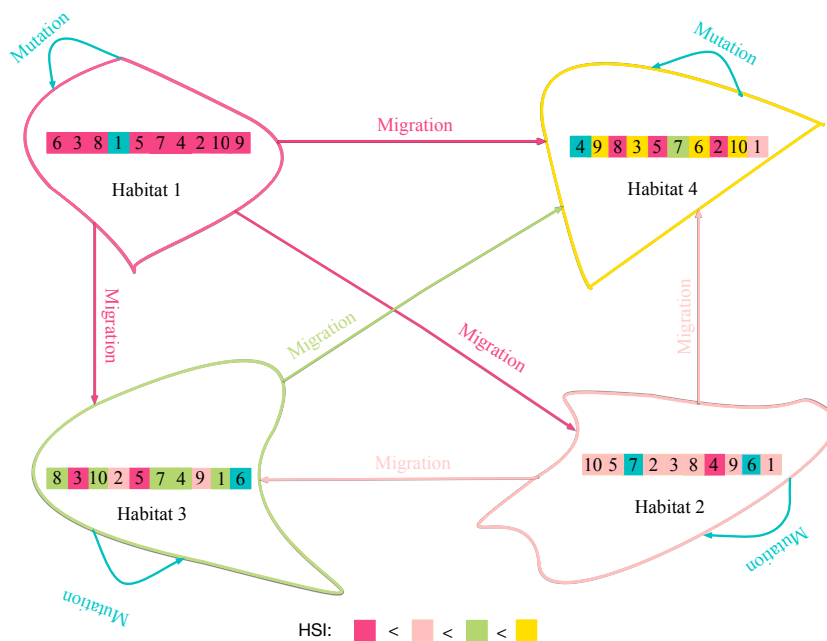 Mutation
Mutation
6 3 8 1 5 7 4 2 10 9
Migration
4 9 8 3 5 7 6 2 10 1
Habitat 1
Habitat 4
Migration
Migration
Migration
Migration
8 3 10 2 5 7 4 9 1 6
Migration
10 5 7 2 3 8 4 9 6 1
Habitat 3
Habitat 2
Mutation
Mutation
HSI: < < <